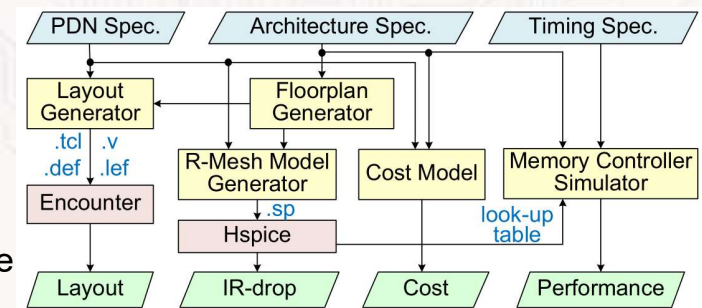 PDN Spec.
Architecture Spec.
Timing Spec.
Layout
Generator
Floorplan
Generator
.tcl .v
.def .lef
R-Mesh Model
Generator
Cost Model
Memory Controller
Simulator
Encounter
.sp
Hspice
look-up
table
e
Layout
IR-drop
Cost
Performance